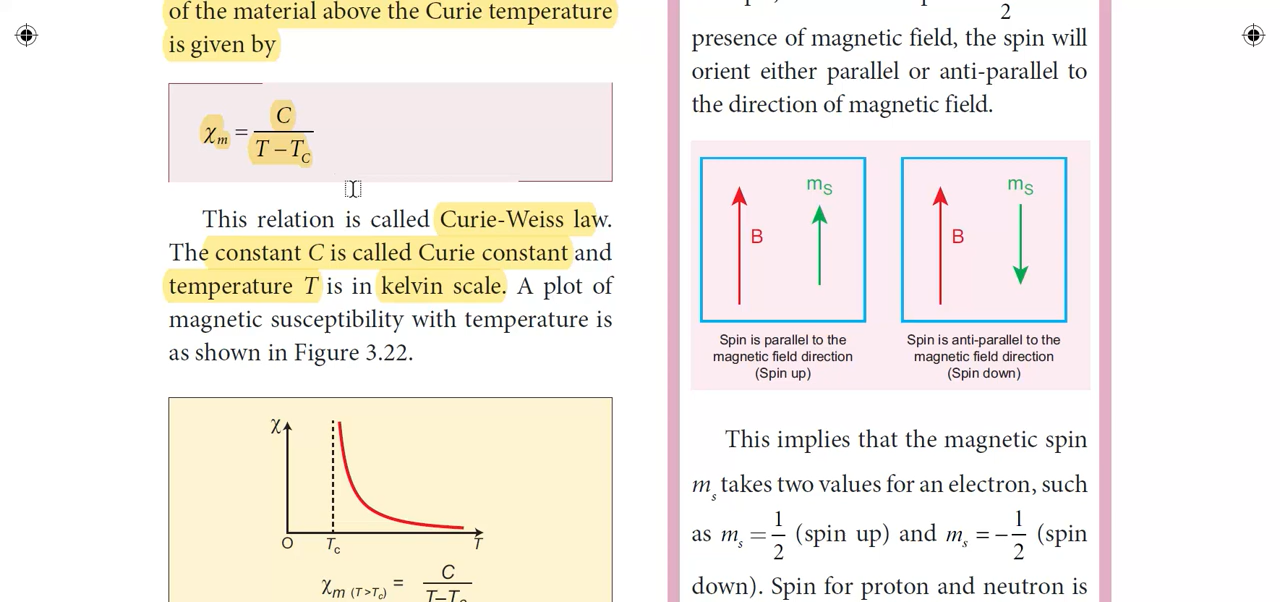 of the material above the Curie temperature
is given by
χm = C / T − TC
This relation is called Curie-Weiss law.
The constant C is called Curie constant and
temperature T is in kelvin scale. A plot of
magnetic susceptibility with temperature is
as shown in Figure 3.22.
χ
O Tc T
χm (T>Tc) = C
2
presence of magnetic field, the spin will
orient either parallel or anti-parallel to
the direction of magnetic field.
mS
B
Spin is parallel to the
magnetic field direction
(Spin up)
mS
B
Spin is anti-parallel to the
magnetic field direction
(Spin down)
This implies that the magnetic spin
ms takes two values for an electron, such
as ms = 1/2 (spin up) and ms = −1/2 (spin
down). Spin for proton and neutron is